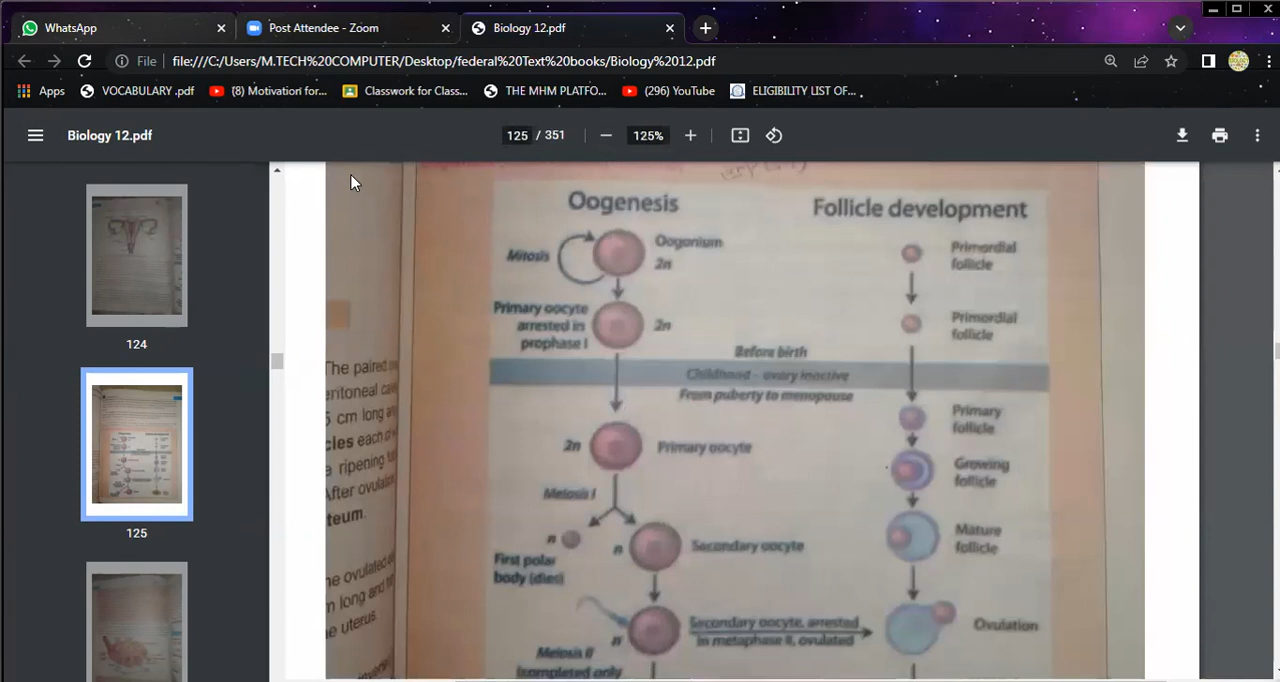 WhatsApp
Post Attendee - Zoom
Biology 12.pdf
File
file:///C:/Users/M.TECH%20COMPUTER/Desktop/federal%20Text%20books/Biology%2012.pdf
Apps
VOCABULARY .pdf
(8) Motivation for...
Classwork for Class...
THE MHM PLATFO...
(296) YouTube
ELIGIBILITY LIST OF...
Biology 12.pdf
125 / 351
125%
124
125
The paired
5 cm long
cles each
a ripening
After ovulat
teum.
he ovulated
m long and
e uterus.
Oogenesis
Follicle development
Mitosis
Oogonium
2n
Primordial
follicle
Primary oocyte
arrested in
prophase I
2n
Primordial
follicle
Before birth
Childhood – ovary inactive
From puberty to menopause
Primary
follicle
2n
Primary oocyte
Growing
follicle
Meiosis I
n
First polar
body (dies)
n
Secondary oocyte
Mature
follicle
n
Secondary oocyte, arrested
in metaphase II, ovulated
Ovulation
Meiosis II
(completed only